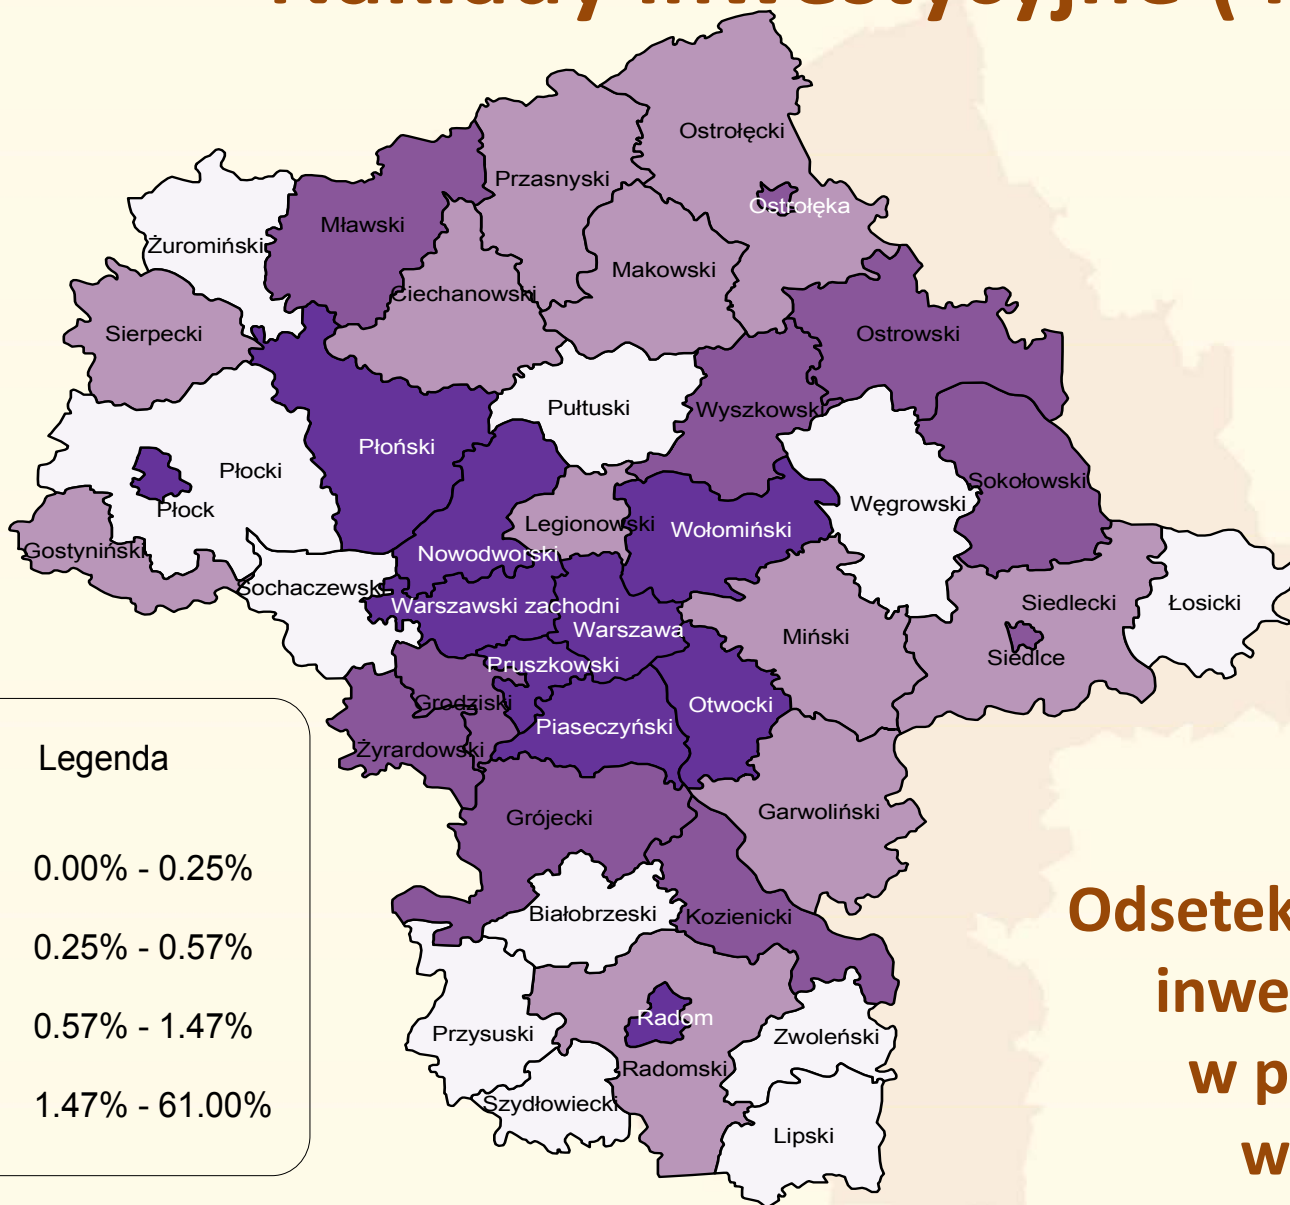 Nakłady inwestycyjne (
Ostrołęcki
Przasnyski
Ostrołęka
Mławski
Żuromiński
Makowski
Ciechanowski
Sierpecki
Ostrowski
Pułtuski
Wyszkowski
Płoński
Płocki
Sokołowski
Węgrowski
Płock
Legionowski
Wołomiński
Gostyniński
Nowodworski
Sochaczewski
Warszawski zachodni
Siedlecki
Łosicki
Warszawa
Miński
Siedlce
Pruszkowski
Grodziski
Otwocki
Piaseczyński
Żyrardowski
Legenda
Garwoliński
Grójecki
0.00% - 0.25%
Białobrzeski
Kozienicki
Odsetek
0.25% - 0.57%
inwe
Radom
0.57% - 1.47%
Przysuski
Zwoleński
Radomski
w p
1.47% - 61.00%
Szydłowiecki
Lipski
w